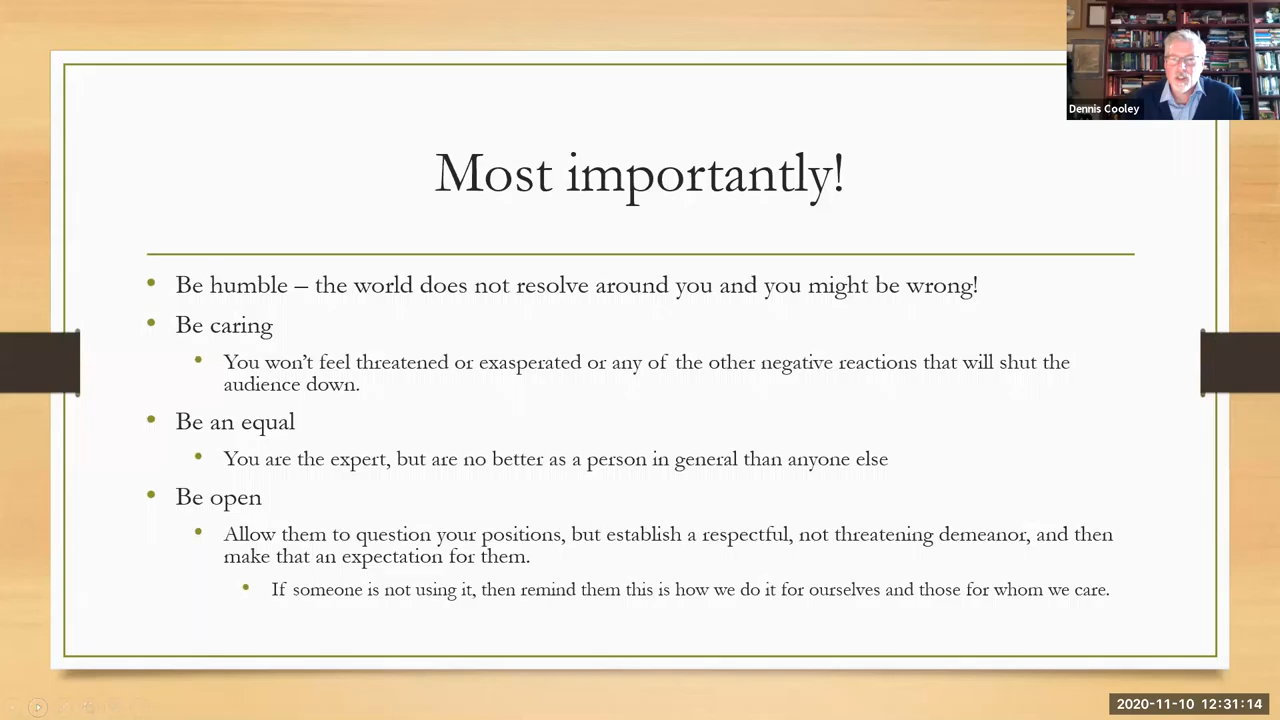 Dennis Cooley
Most importantly!
• Be humble – the world does not resolve around you and you might be wrong!
• Be caring
• You won't feel threatened or exasperated or any of the other negative reactions that will shut the
audience down.
• Be an equal
• You are the expert, but are no better as a person in general than anyone else
• Be open
• Allow them to question your positions, but establish a respectful, not threatening demeanor, and then
make that an expectation for them.
• If someone is not using it, then remind them this is how we do it for ourselves and those for whom we care.
2020-11-10 12:31:14